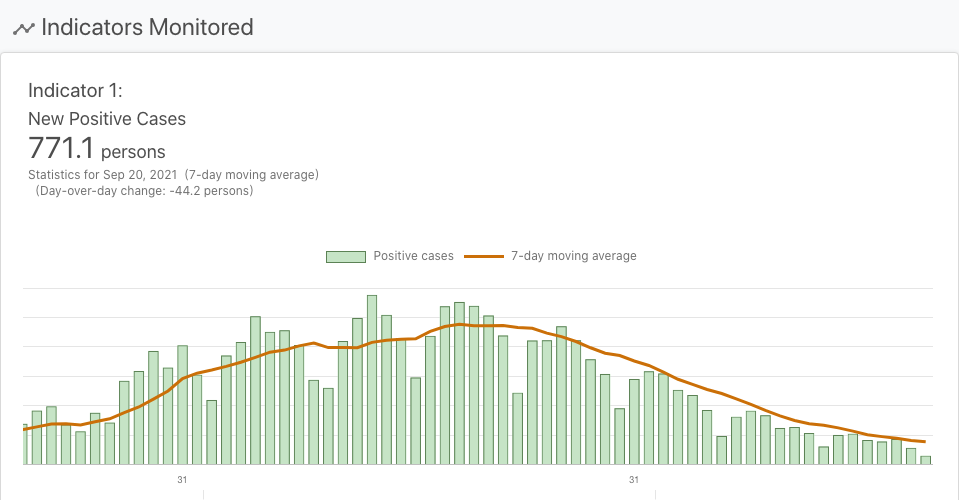 Indicators Monitored
Indicator 1:
New Positive Cases
771.1 persons
Statistics for Sep 20, 2021 (7-day moving average)
(Day-over-day change: -44.2 persons)
Positive cases 7-day moving average
31 31